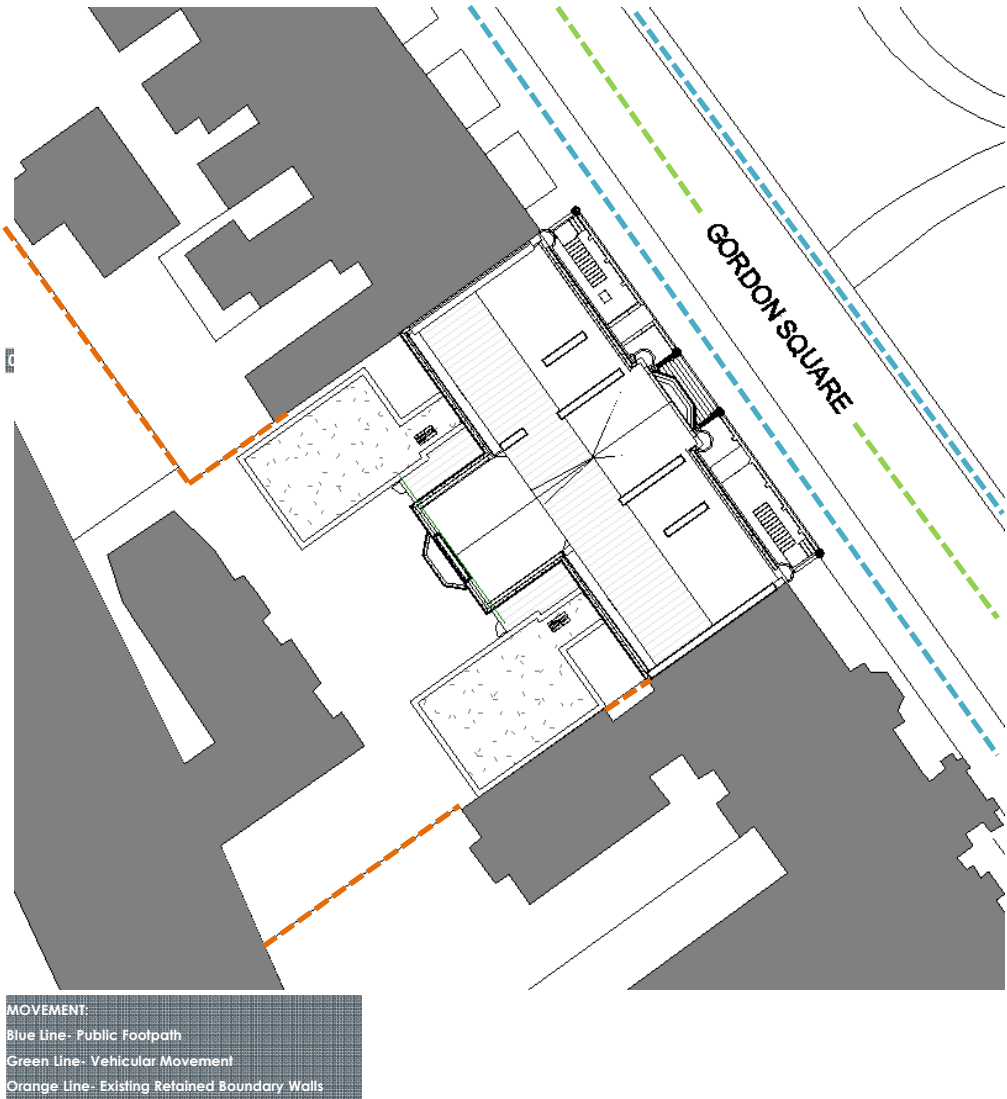 GORDON SQUARE
MOVEMENT:
Blue Line- Public Footpath
Green Line- Vehicular Movement
Orange Line- Existing Retained Boundary Walls